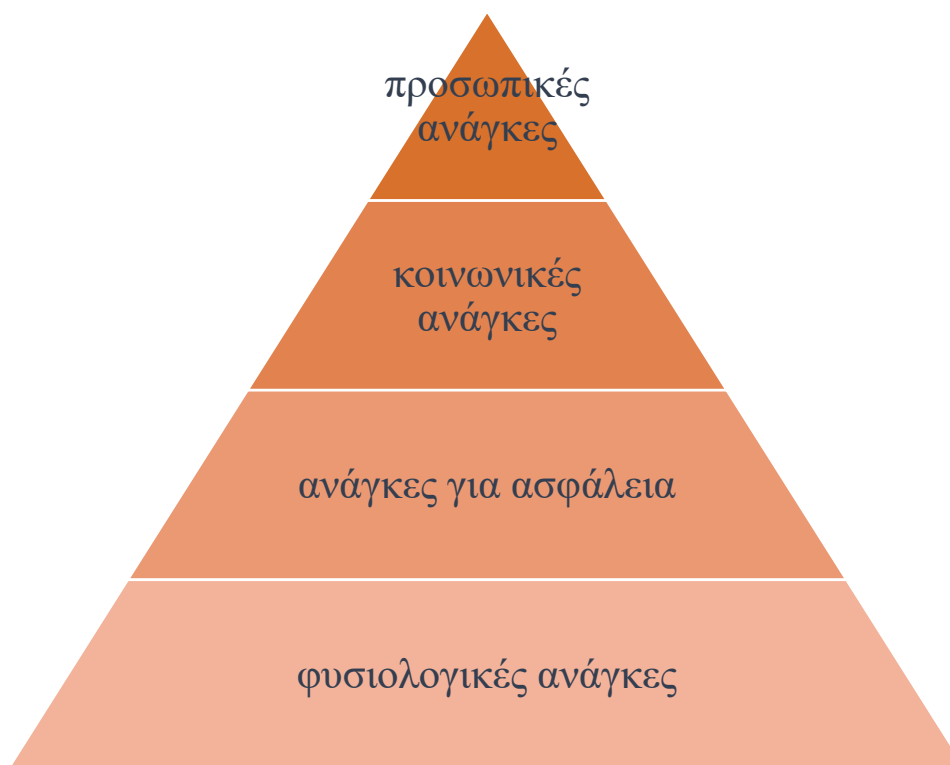 προσωπικές
ανάγκες
κοινωνικές
ανάγκες
ανάγκες για ασφάλεια
φυσιολογικές ανάγκες